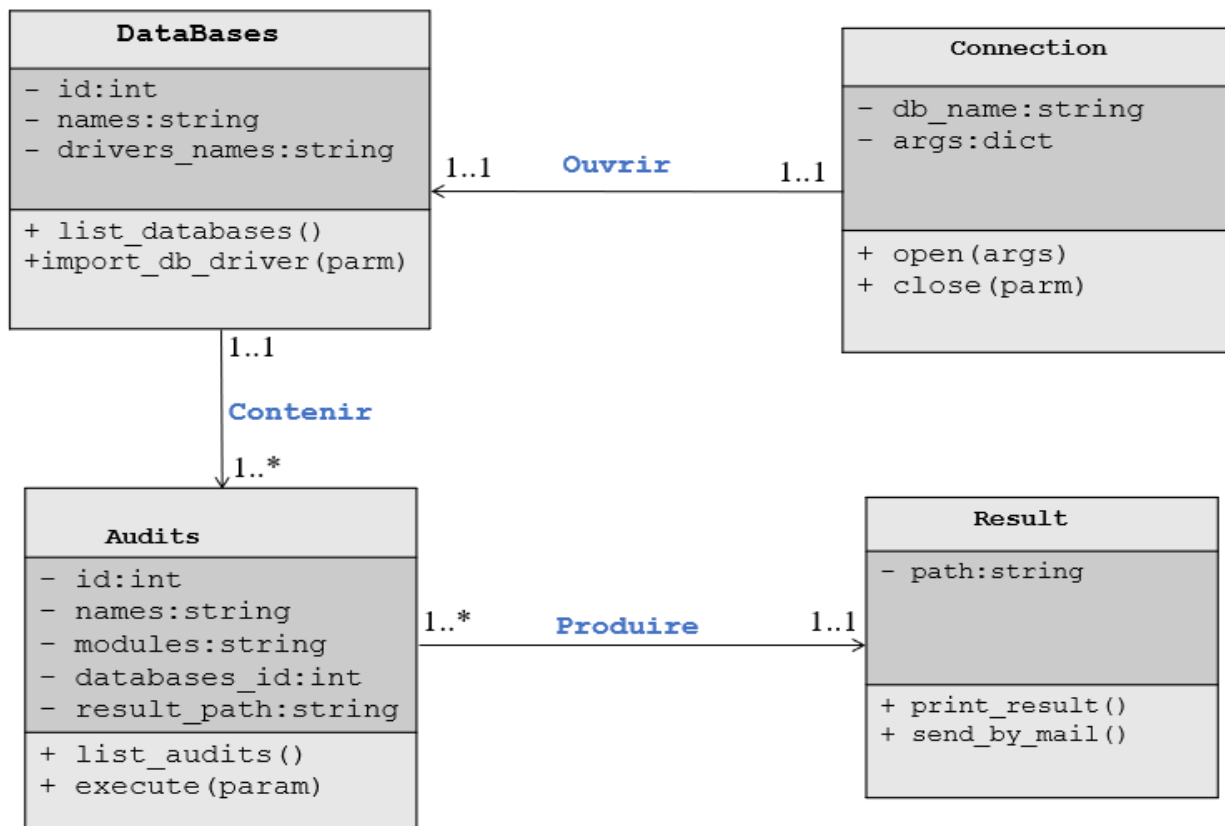 DataBases
- id:int
- names:string
- drivers_names:string
+ list_databases()
+import_db_driver(parm)
Connection
- db_name:string
- args:dict
+ open(args)
+ close(parm)
1..1
Ouvrir
1..1
1..1
Contenir
1..*
Audits
- id:int
- names:string
- modules:string
- databases_id:int
- result_path:string
+ list_audits()
+ execute(param)
1..*
Produire
1..1
Result
- path:string
+ print_result()
+ send_by_mail()